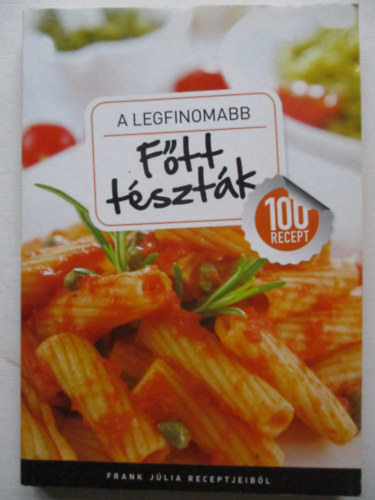 A LEGFINOMABB
Főtt
tészták
100
RECEPT
FRANK JÚLIA RECEPTJEIBŐL